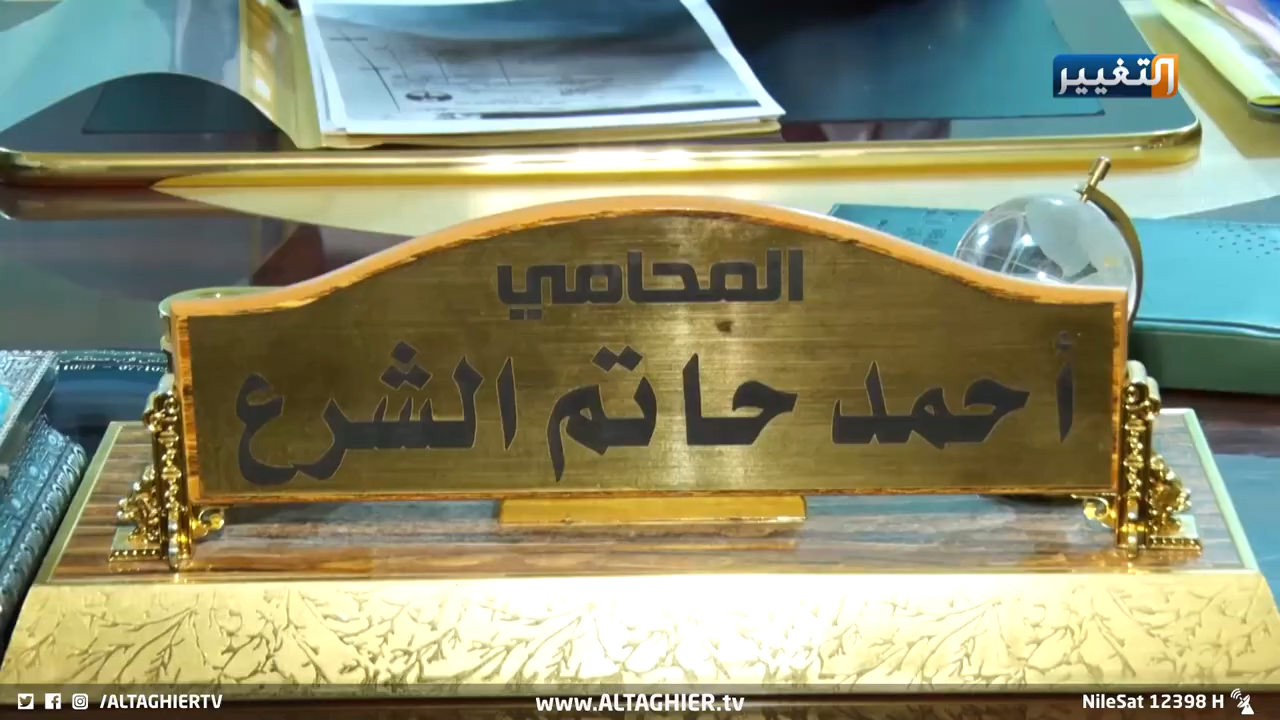 التغيير
المحامي
أحمد حاتم الشرع
/ALTAGHIERTV
www.ALTAGHIER.tv
NileSat 12398 H